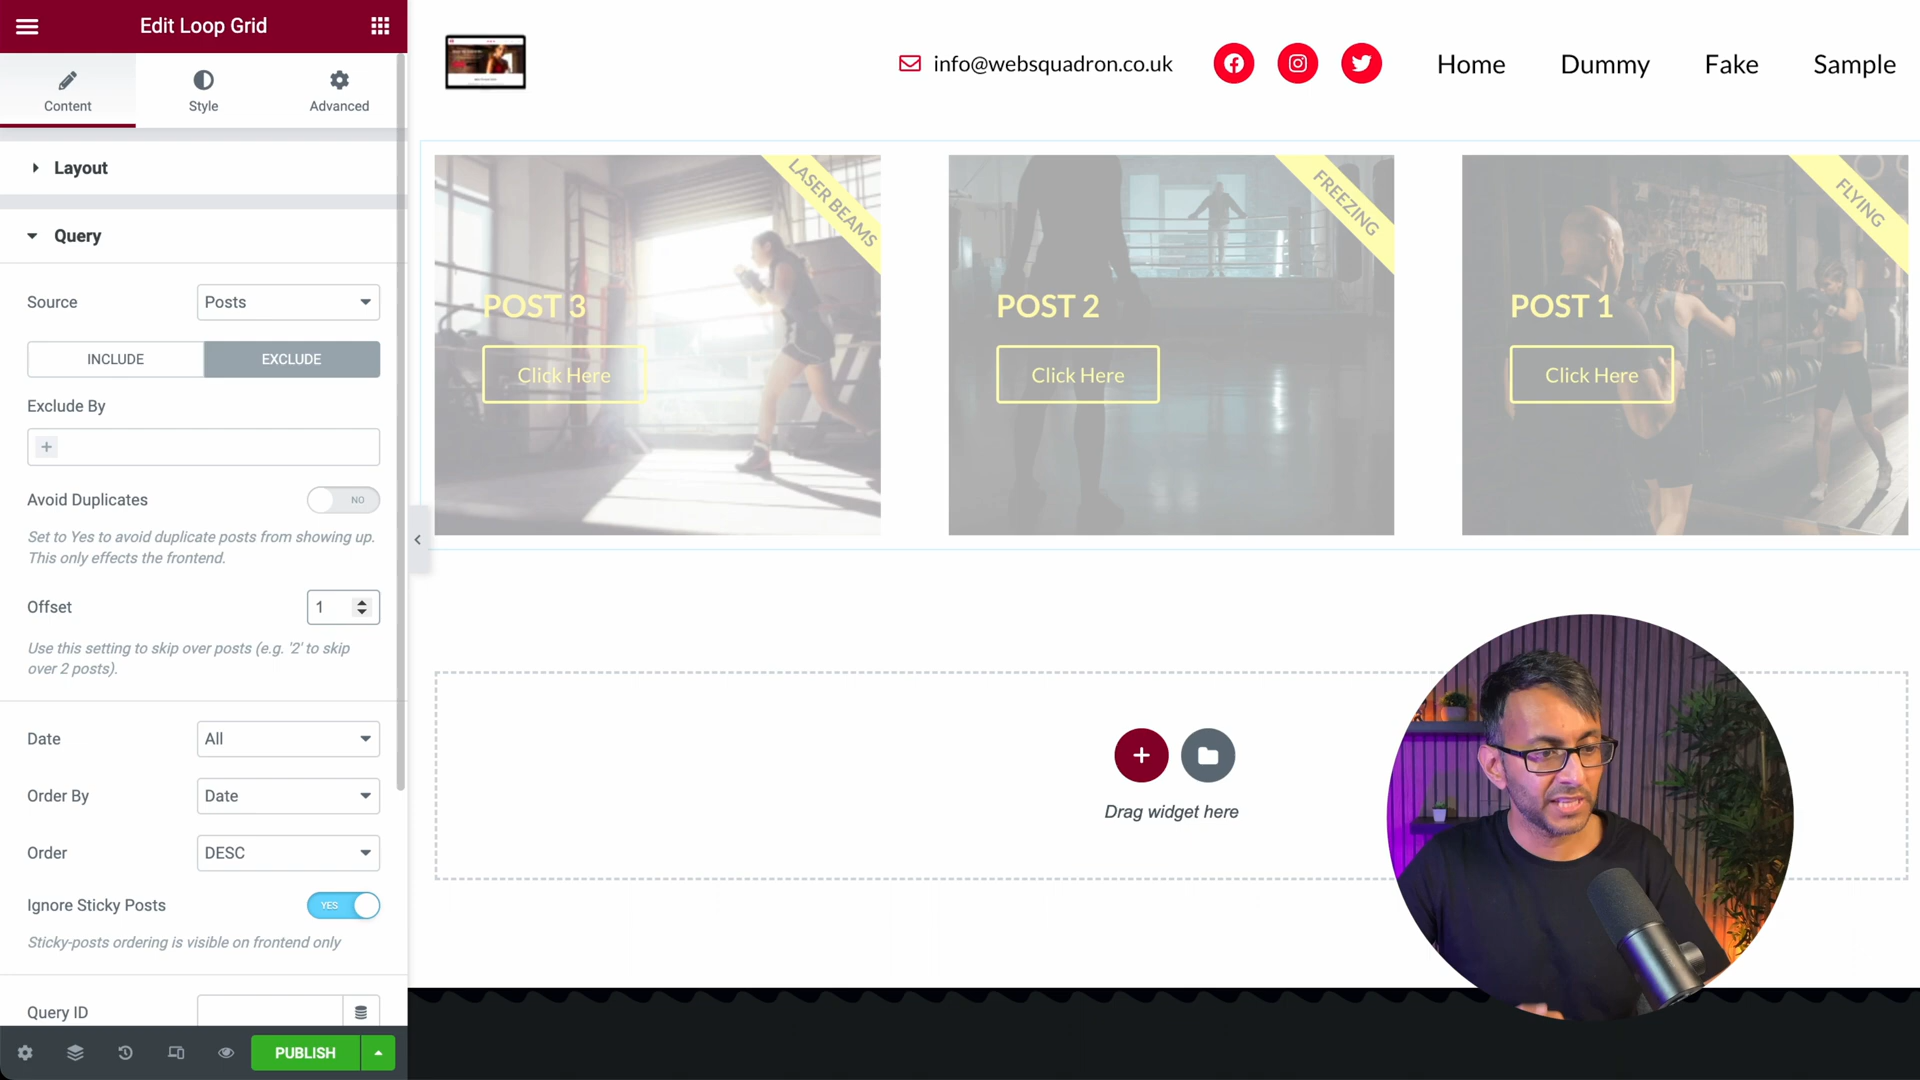 Edit Loop Grid
Content
Style
Advanced
info@websquadron.co.uk
Home
Dummy
Fake
Sample
Layout
Query
Source
Posts
INCLUDE
EXCLUDE
Exclude By
Avoid Duplicates
NO
Set to Yes to avoid duplicate posts from showing up.
This only effects the frontend.
Offset
1
Use this setting to skip over posts (e.g. '2' to skip
over 2 posts).
Date
All
Order By
Date
Order
DESC
Ignore Sticky Posts
YES
Sticky-posts ordering is visible on frontend only
Query ID
PUBLISH
LASER BEAMS
POST 3
Click Here
FREEZING
POST 2
Click Here
FLYING
POST 1
Click Here
Drag widget here